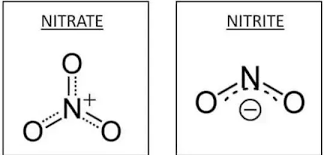 NITRATE
O
N+
O O
NITRITE
N
O O
⊖